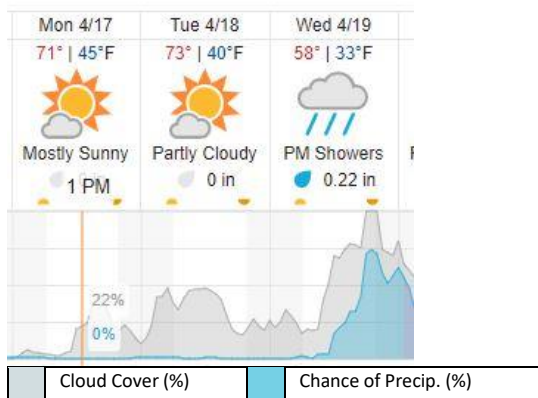 Mon 4/17 Tue 4/18 Wed 4/19
71° | 45°F 73° | 40°F 58° | 33°F
Mostly Sunny Partly Cloudy PM Showers
1 PM 0 in 0.22 in
22%
0%
Cloud Cover (%) Chance of Precip. (%)